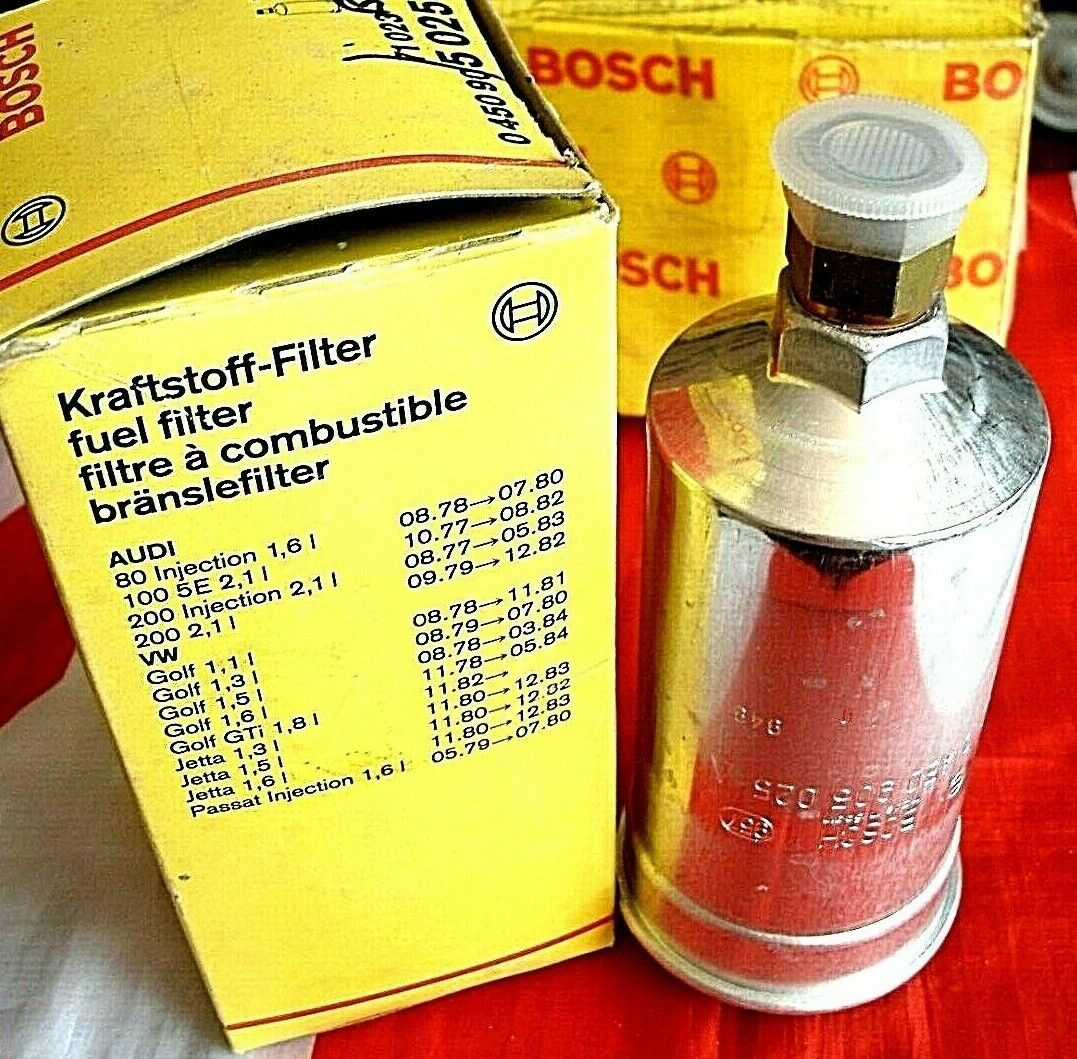 BOSCH
0 450 905 025
BOSCH
BO
BOSCH
BO
Kraftstoff-Filter
fuel filter
filtre à combustible
bränslefilter
AUDI
80 Injection 1,6 l 08.78→07.80
100 5E 2,1 l 10.77→08.82
200 Injection 2,1 l 08.77→05.83
200 2,1 l 09.79→12.82
VW
Golf 1,1 l 08.78→11.81
Golf 1,3 l 08.79→07.80
Golf 1,5 l 08.78→03.84
Golf 1,6 l 11.78→05.84
Golf GTi 1,8 l 11.82→
Jetta 1,3 l 11.80→12.83
Jetta 1,5 l 11.80→12.82
Jetta 1,6 l 11.80→12.83
Passat Injection 1,6 l 05.79→07.80
BOSCH
905 025